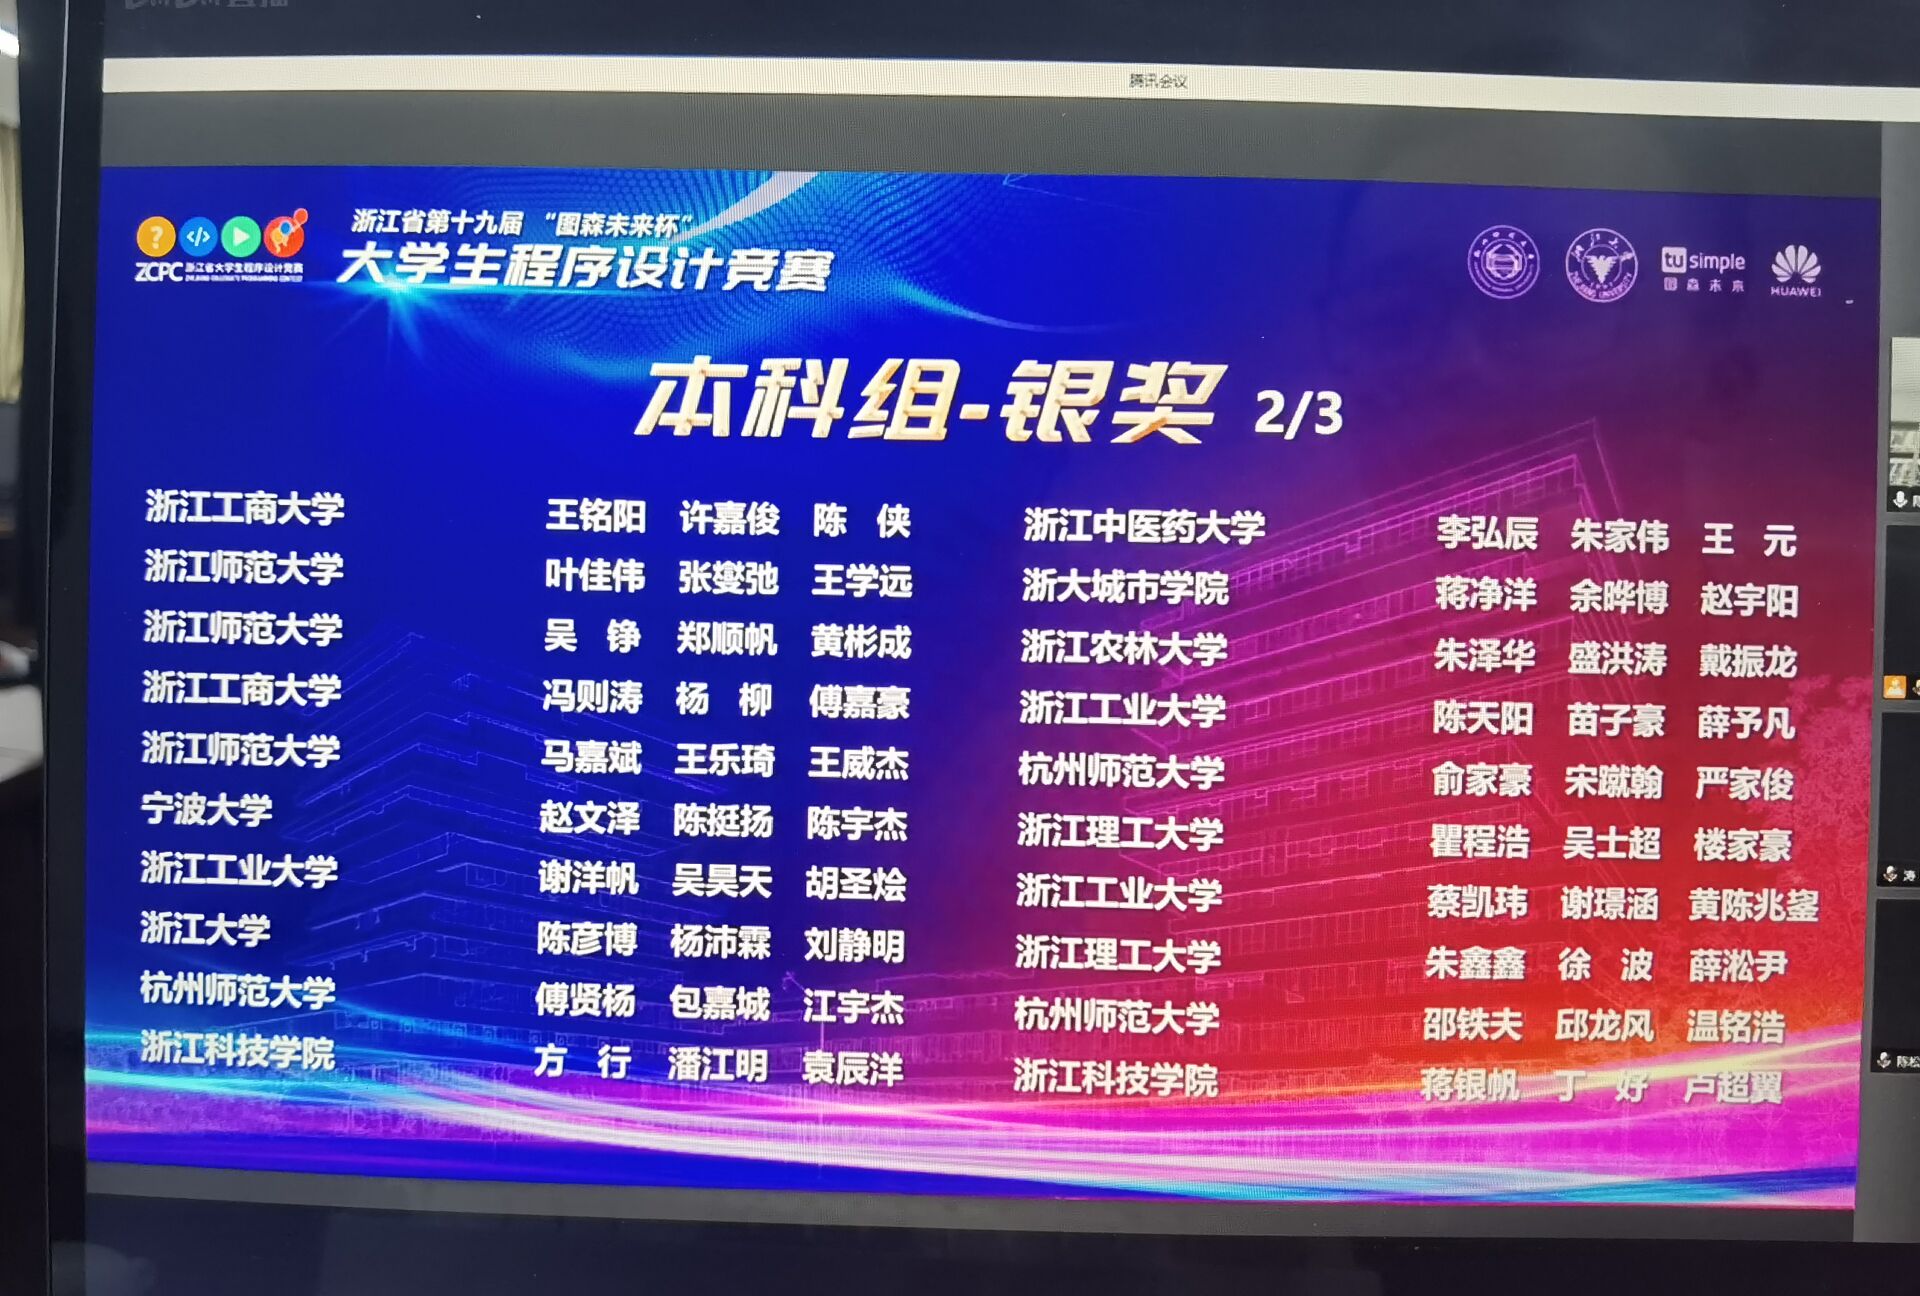 腾讯会议
ZCPC 浙江省大学生程序设计竞赛
浙江省第十九届 “图森未来杯”
大学生程序设计竞赛
tu simple
图森未来
HUAWEI
本科组-银奖 2/3
浙江工商大学 王铭阳 许嘉俊 陈 侠
浙江师范大学 叶佳伟 张燮弛 王学远
浙江师范大学 吴 铮 郑顺帆 黄彬成
浙江工商大学 冯则涛 杨 柳 傅嘉豪
浙江师范大学 马嘉斌 王乐琦 王威杰
宁波大学 赵文泽 陈挺扬 陈宇杰
浙江工业大学 谢洋帆 吴昊天 胡圣烩
浙江大学 陈彦博 杨沛霖 刘静明
杭州师范大学 傅贤杨 包嘉城 江宇杰
浙江科技学院 方 行 潘江明 袁辰洋
浙江中医药大学 李弘辰 朱家伟 王 元
浙大城市学院 蒋净洋 余晔博 赵宇阳
浙江农林大学 朱泽华 盛洪涛 戴振龙
浙江工业大学 陈天阳 苗子豪 薛予凡
杭州师范大学 俞家豪 宋蹴翰 严家俊
浙江理工大学 瞿程浩 吴士超 楼家豪
浙江工业大学 蔡凯玮 谢璟涵 黄陈兆鋆
浙江理工大学 朱鑫鑫 徐 波 薛淞尹
杭州师范大学 邵铁夫 邱龙风 温铭浩
浙江科技学院 蒋银帆 丁 好 卢超翼
涛